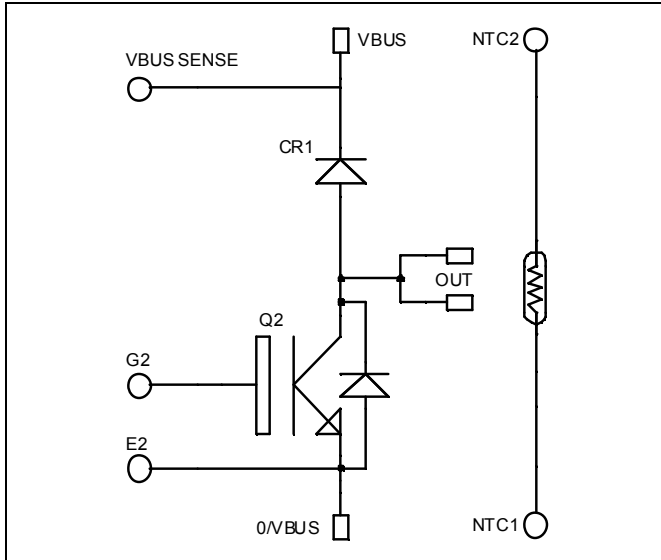 VBUS
NTC2
VBUS SENSE
CR1
OUT
Q2
G2
E2
0/VBUS
NTC1